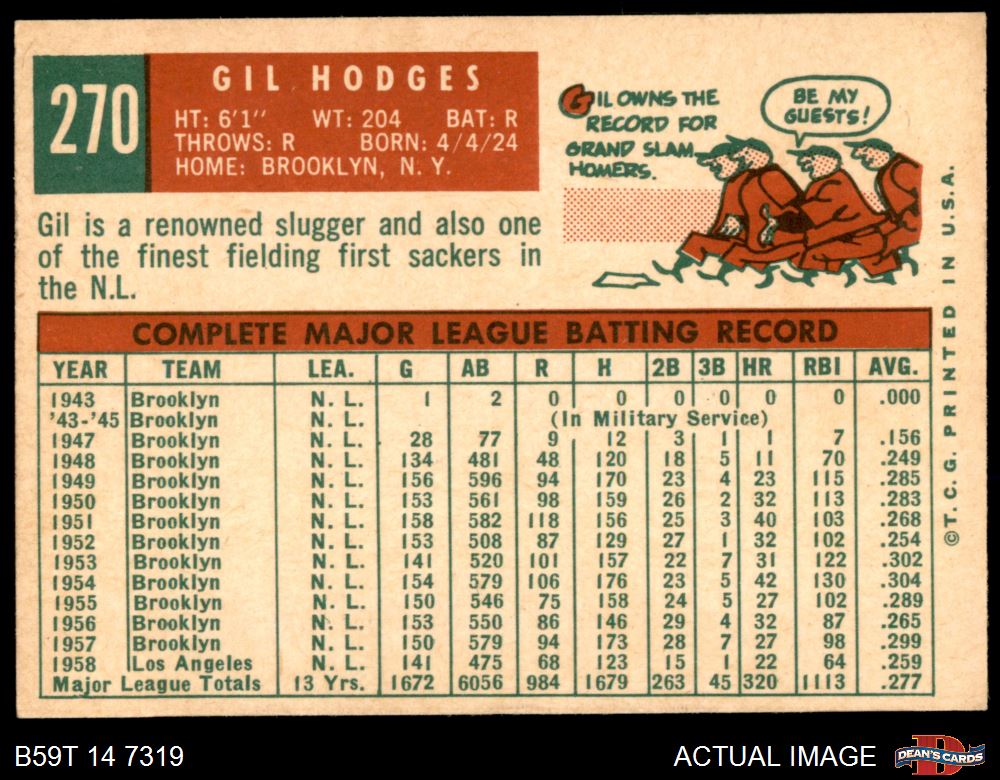 270
GIL HODGES
HT: 6'1" WT: 204 BAT: R
THROWS: R BORN: 4/4/24
HOME: BROOKLYN, N. Y.
GIL OWNS THE
RECORD FOR
GRAND SLAM
HOMERS.
BE MY
GUESTS!
Gil is a renowned slugger and also one
of the finest fielding first sackers in
the N.L.
COMPLETE MAJOR LEAGUE BATTING RECORD
YEAR TEAM LEA. G AB R H 2B 3B HR RBI AVG.
1943 Brooklyn N. L. 1 2 0 0 0 0 0 0 .000
'43-'45 Brooklyn N. L. (In Military Service)
1947 Brooklyn N. L. 28 77 9 12 3 1 1 7 .156
1948 Brooklyn N. L. 134 481 48 120 18 5 11 70 .249
1949 Brooklyn N. L. 156 596 94 170 23 4 23 115 .285
1950 Brooklyn N. L. 153 561 98 159 26 2 32 113 .283
1951 Brooklyn N. L. 158 582 118 156 25 3 40 103 .268
1952 Brooklyn N. L. 153 508 87 129 27 1 32 102 .254
1953 Brooklyn N. L. 141 520 101 157 22 7 31 122 .302
1954 Brooklyn N. L. 154 579 106 176 23 5 42 130 .304
1955 Brooklyn N. L. 150 546 75 158 24 5 27 102 .289
1956 Brooklyn N. L. 153 550 86 146 29 4 32 87 .265
1957 Brooklyn N. L. 150 579 94 173 28 7 27 98 .299
1958 Los Angeles N. L. 141 475 68 123 15 1 22 64 .259
Major League Totals 13 Yrs. 1672 6056 984 1679 263 45 320 1113 .277
©T. C. G. PRINTED IN U. S. A.
B59T 14 7319
ACTUAL IMAGE
D
DEAN'S CARDS